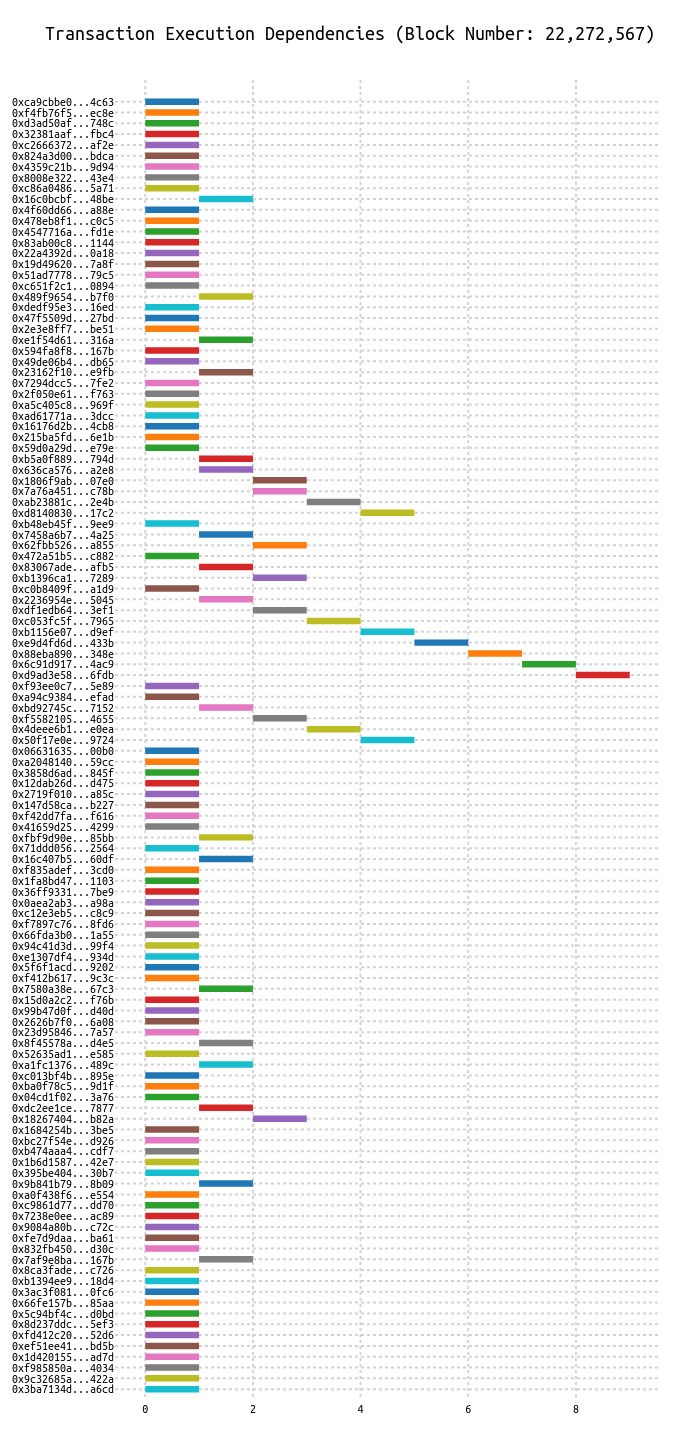 Transaction Execution Dependencies (Block Number: 22,272,567)
0xca9cbbe0...4c63
0xf4fb76f5...ec8e
0xd3ad50af...748c
0x32381aaf...fbc4
0xc2666372...af2e
0x824a3d00...bdca
0x4359c21b...9d94
0x8008e322...43e4
0xc86a0486...5a71
0x16c0bcbf...48be
0x4f60dd66...a88e
0x478eb8f1...c0c5
0x4547716a...fd1e
0x83ab00c8...1144
0x22a4392d...0a18
0x19d49620...7a8f
0x51ad7778...79c5
0xc651f2c1...0894
0x489f9654...b7f0
0xdedf95e3...16ed
0x47f5509d...27bd
0x2e3e8ff7...be51
0xe1f54d61...316a
0x594fa8f8...167b
0x49de06b4...db65
0x23162f10...e9fb
0x7294dcc5...7fe2
0x2f050e61...f763
0xa5c405c8...969f
0xad61771a...3dcc
0x16176d2b...4cb8
0x215ba5fd...6e1b
0x59d0a29d...e79e
0xb5a0f889...794d
0x636ca576...a2e8
0x1806f9ab...07e0
0x7a76a451...c78b
0xab23881c...2e4b
0xd8140830...17c2
0xb48eb45f...9ee9
0x7458a6b7...4a25
0x62fbb526...a855
0x472a51b5...c882
0x83067ade...afb5
0xb1396ca1...7289
0xc0b8409f...a1d9
0x2236954e...5045
0xdf1edb64...3ef1
0xc053fc5f...7965
0xb1156e07...d9ef
0xe9d4fd6d...433b
0x88eba890...348e
0x6c91d917...4ac9
0xd9ad3e58...6fdb
0xf93ee0c7...5e89
0xa94c9384...efad
0xbd92745c...7152
0xf5582105...4655
0x4deee6b1...e0ea
0x50f17e0e...9724
0x06631635...00b0
0xa2048140...59cc
0x3858d6ad...845f
0x12dab26d...d475
0x2719f010...a85c
0x147d58ca...b227
0xf42dd7fa...f616
0x41659d25...4299
0xfbf9d90e...85bb
0x71ddd056...2564
0x16c407b5...60df
0xf835adef...3cd0
0x1fa8bd47...1103
0x36ff9331...7be9
0x0aea2ab3...a98a
0xc12e3eb5...c8c9
0xf7897c76...8fd6
0x66fda3b0...1a55
0x94c41d3d...99f4
0xe1307df4...934d
0x5f6f1acd...9202
0xf412b617...9c3c
0x7580a38e...67c3
0x15d0a2c2...f76b
0x99b47d0f...d40d
0x2626b7f0...6a08
0x23d95846...7a57
0x8f45578a...d4e5
0x52635ad1...e585
0xa1fc1376...489c
0xc013bf4b...895e
0xba0f78c5...9d1f
0x04cd1f02...3a76
0xdc2ee1ce...7877
0x18267404...b82a
0x1684254b...3be5
0xbc27f54e...d926
0xb474aaa4...cdf7
0x1b6d1587...42e7
0x395be404...30b7
0x9b841b79...8b09
0xa0f438f6...e554
0xc9861d77...dd70
0x7238e0ee...ac89
0x9084a80b...c72c
0xfe7d9daa...ba61
0x832fb450...d30c
0x7af9e8ba...167b
0x8ca3fade...c726
0xb1394ee9...18d4
0x3ac3f081...0fc6
0x66fe157b...85aa
0x5c94bf4c...d0bd
0x8d237ddc...5ef3
0xfd412c20...52d6
0xef51ee41...bd5b
0x1d420155...ad7d
0xf985850a...4034
0x9c32685a...422a
0x3ba7134d...a6cd
0 2 4 6 8